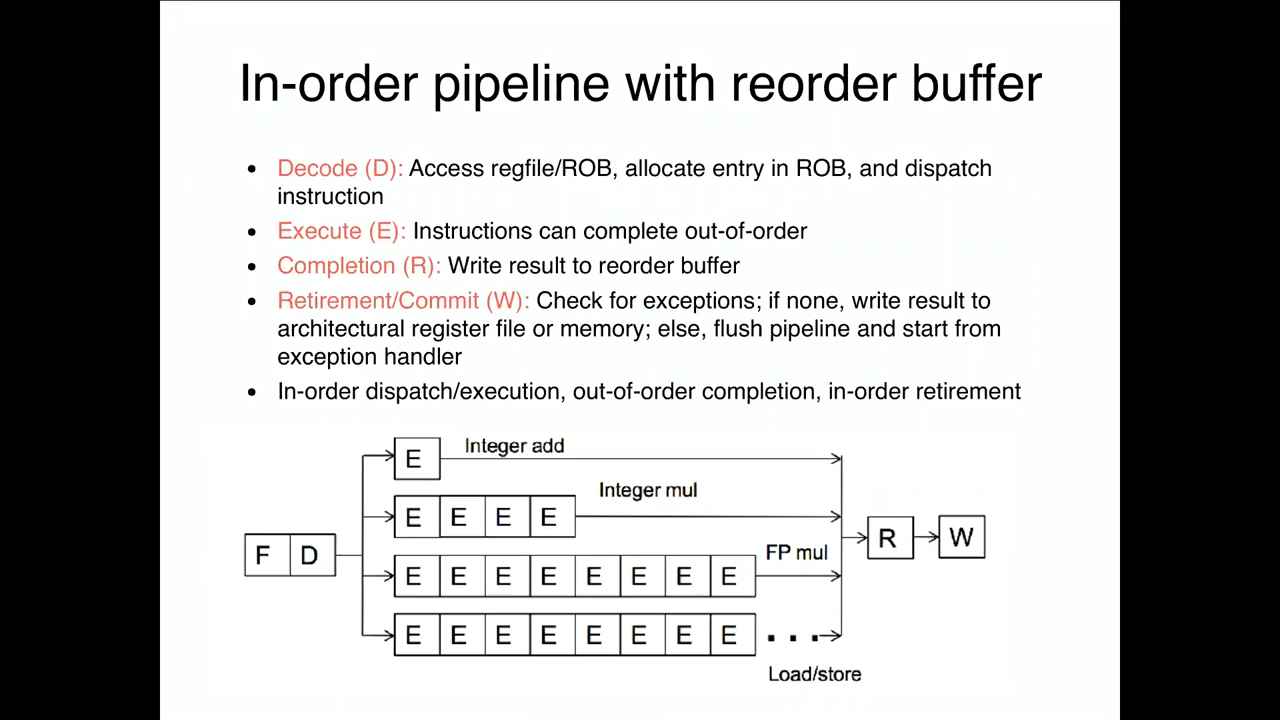 In-order pipeline with reorder buffer
• Decode (D): Access regfile/ROB, allocate entry in ROB, and dispatch
instruction
• Execute (E): Instructions can complete out-of-order
• Completion (R): Write result to reorder buffer
• Retirement/Commit (W): Check for exceptions; if none, write result to
architectural register file or memory; else, flush pipeline and start from
exception handler
• In-order dispatch/execution, out-of-order completion, in-order retirement
E Integer add
Integer mul
E E E E
F D
R W
FP mul
E E E E E E E E
E E E E E E E E . . .
Load/store